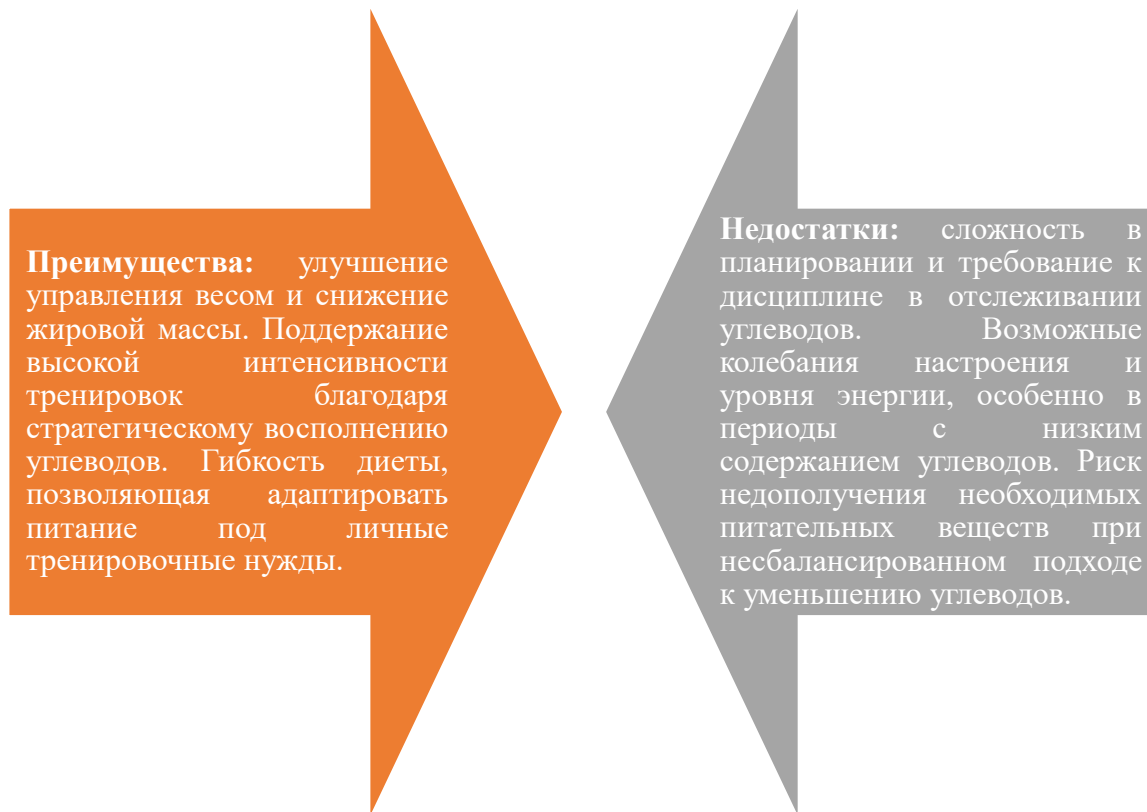 Преимущества: улучшение
управления весом и снижение
жировой массы. Поддержание
высокой интенсивности
тренировок благодаря
стратегическому восполнению
углеводов. Гибкость диеты,
позволяющая адаптировать
питание под личные
тренировочные нужды.
Недостатки: сложность в
планировании и требование к
дисциплине в отслеживании
углеводов. Возможные
колебания настроения и
уровня энергии, особенно в
периоды с низким
содержанием углеводов. Риск
недополучения необходимых
питательных веществ при
несбалансированном подходе
к уменьшению углеводов.